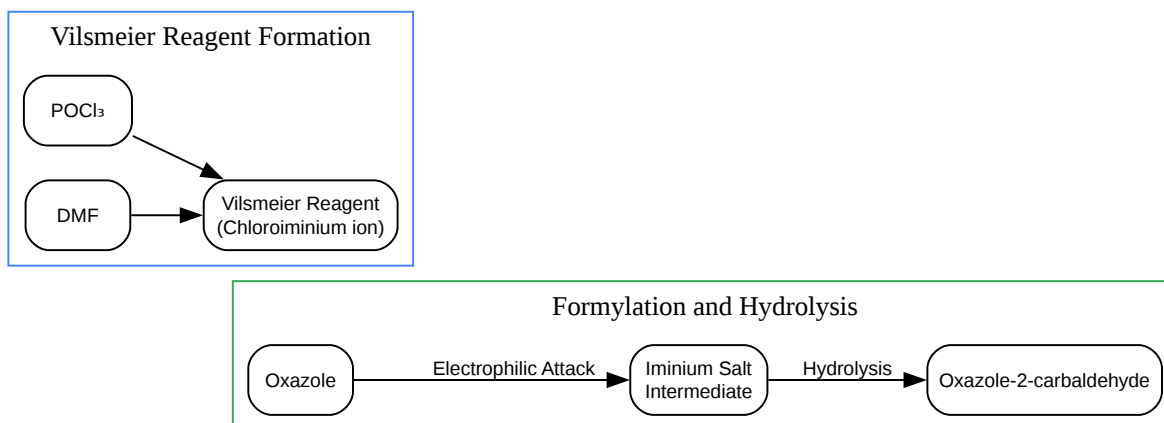 Vilsmeier Reagent Formation
POCl₃
DMF
Vilsmeier Reagent
(Chloroiminium ion)
Formylation and Hydrolysis
Oxazole
Electrophilic Attack
Iminium Salt
Intermediate
Hydrolysis
Oxazole-2-carbaldehyde